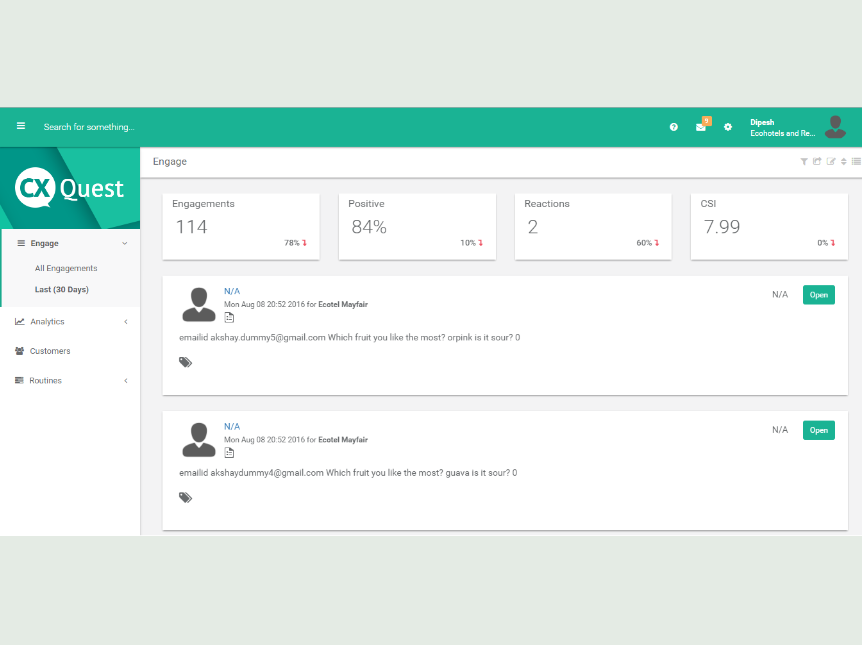 Search for something...
9
Dipesh
Ecohotels and Re...
CX Quest
Engage
Engage
All Engagements
Last (30 Days)
Analytics
Customers
Routines
Engagements
114
78%
Positive
84%
10%
Reactions
2
60%
CSI
7.99
0%
N/A
Mon Aug 08 20:52 2016 for Ecotel Mayfair
N/A
Open
emailid akshay.dummy5@gmail.com Which fruit you like the most? orpink is it sour? 0
N/A
Mon Aug 08 20:52 2016 for Ecotel Mayfair
N/A
Open
emailid akshaydummy4@gmail.com Which fruit you like the most? guava is it sour? 0